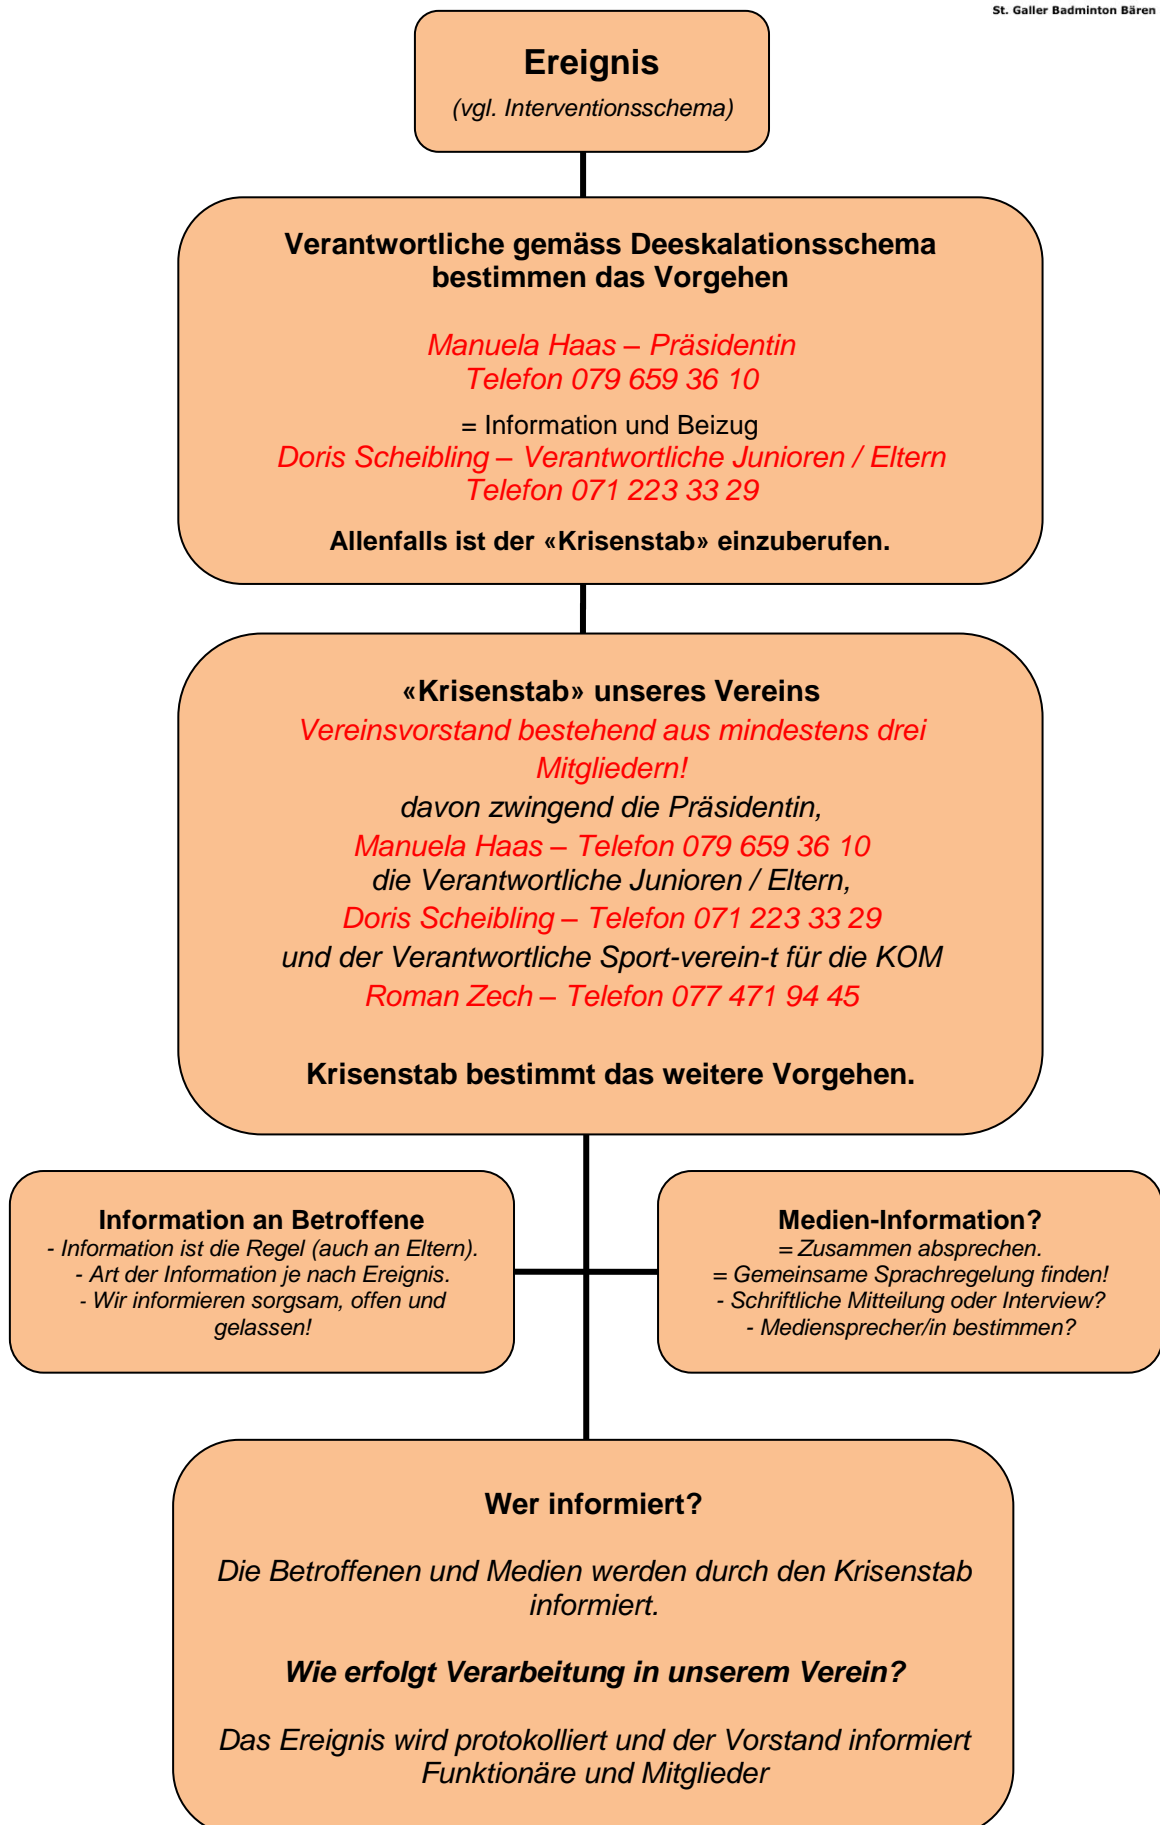 St. Galler Badminton Bären
Ereignis
(vgl. Interventionsschema)
Verantwortliche gemäss Deeskalationsschema
bestimmen das Vorgehen
Manuela Haas – Präsidentin
Telefon 079 659 36 10
= Information und Beizug
Doris Scheibling – Verantwortliche Junioren / Eltern
Telefon 071 223 33 29
Allenfalls ist der «Krisenstab» einzuberufen.
«Krisenstab» unseres Vereins
Vereinsvorstand bestehend aus mindestens drei
Mitgliedern!
davon zwingend die Präsidentin,
Manuela Haas – Telefon 079 659 36 10
die Verantwortliche Junioren / Eltern,
Doris Scheibling – Telefon 071 223 33 29
und der Verantwortliche Sport-verein-t für die KOM
Roman Zech – Telefon 077 471 94 45
Krisenstab bestimmt das weitere Vorgehen.
Information an Betroffene
- Information ist die Regel (auch an Eltern).
- Art der Information je nach Ereignis.
- Wir informieren sorgsam, offen und
gelassen!
Medien-Information?
= Zusammen absprechen.
= Gemeinsame Sprachregelung finden!
- Schriftliche Mitteilung oder Interview?
- Mediensprecher/in bestimmen?
Wer informiert?
Die Betroffenen und Medien werden durch den Krisenstab
informiert.
Wie erfolgt Verarbeitung in unserem Verein?
Das Ereignis wird protokolliert und der Vorstand informiert
Funktionäre und Mitglieder